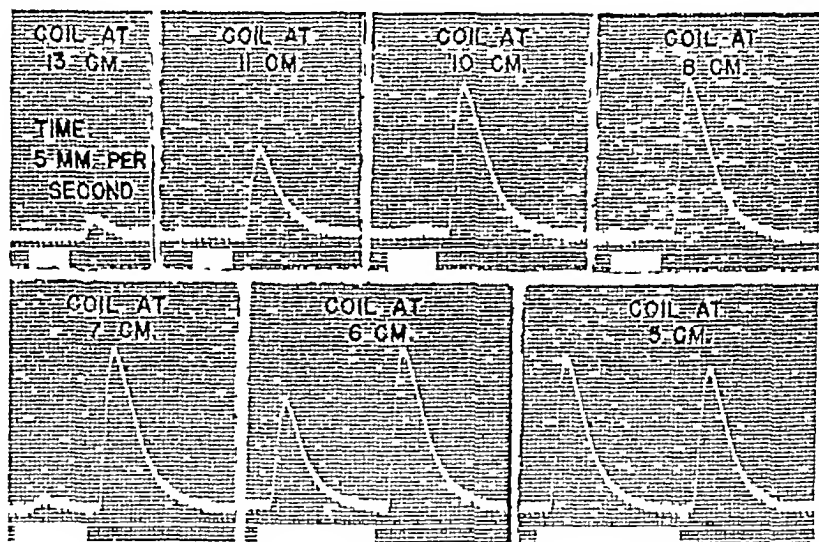 COIL AT
13 CM.
TIME:
5 MM. PER
SECOND
COIL AT
11 CM
COIL AT
10 CM.
COIL AT
8 CM.
COIL AT
7 CM.
COIL AT
6 CM.
COIL AT
5 CM.